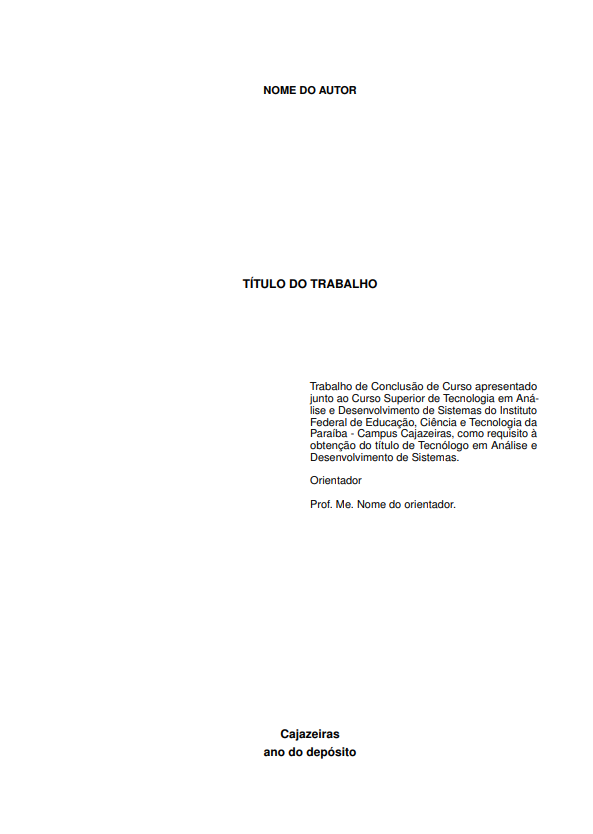 NOME DO AUTOR
TÍTULO DO TRABALHO
Trabalho de Conclusão de Curso apresentado
junto ao Curso Superior de Tecnologia em Aná-
lise e Desenvolvimento de Sistemas do Instituto
Federal de Educação, Ciência e Tecnologia da
Paraíba - Campus Cajazeiras, como requisito à
obtenção do título de Tecnólogo em Análise e
Desenvolvimento de Sistemas.
Orientador
Prof. Me. Nome do orientador.
Cajazeiras
ano do depósito